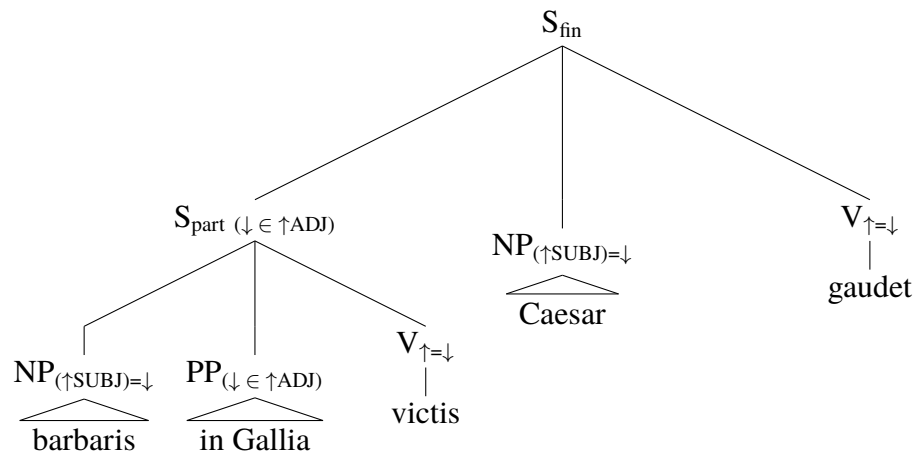 S_fin
S_part (↓ ∈ ↑ADJ)
NP_(↑SUBJ)=↓
V_↑=↓
Caesar
gaudet
NP_(↑SUBJ)=↓
PP_(↓ ∈ ↑ADJ)
V_↑=↓
barbaris
in Gallia
victis